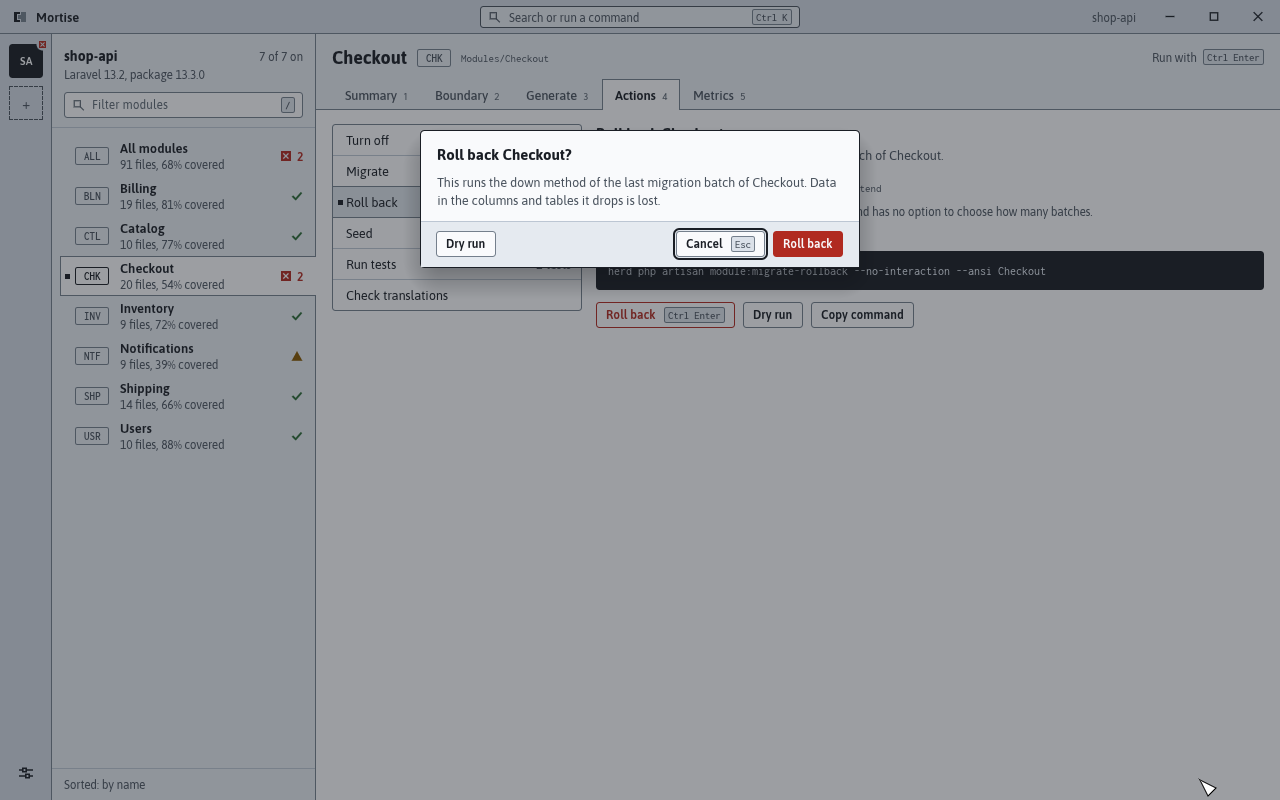 Mortise
Search or run a command
Ctrl K
shop-api
SA
+
shop-api
7 of 7 on
Laravel 13.2, package 13.3.0
Filter modules
/
ALL
All modules
91 files, 68% covered
2
BLN
Billing
19 files, 81% covered
CTL
Catalog
10 files, 77% covered
CHK
Checkout
20 files, 54% covered
2
INV
Inventory
9 files, 72% covered
NTF
Notifications
9 files, 39% covered
SHP
Shipping
14 files, 66% covered
USR
Users
10 files, 88% covered
Sorted: by name
Checkout
CHK
Modules/Checkout
Run with
Ctrl Enter
Summary 1
Boundary 2
Generate 3
Actions 4
Metrics 5
Turn off
Migrate
Roll back
Seed
Run tests
Check translations
Roll back Checkout?
This runs the down method of the last migration batch of Checkout. Data
in the columns and tables it drops is lost.
Dry run
Cancel
Esc
Roll back
of Checkout.
has no option to choose how many batches.
herd php artisan module:migrate-rollback --no-interaction --ansi Checkout
Roll back
Ctrl Enter
Dry run
Copy command